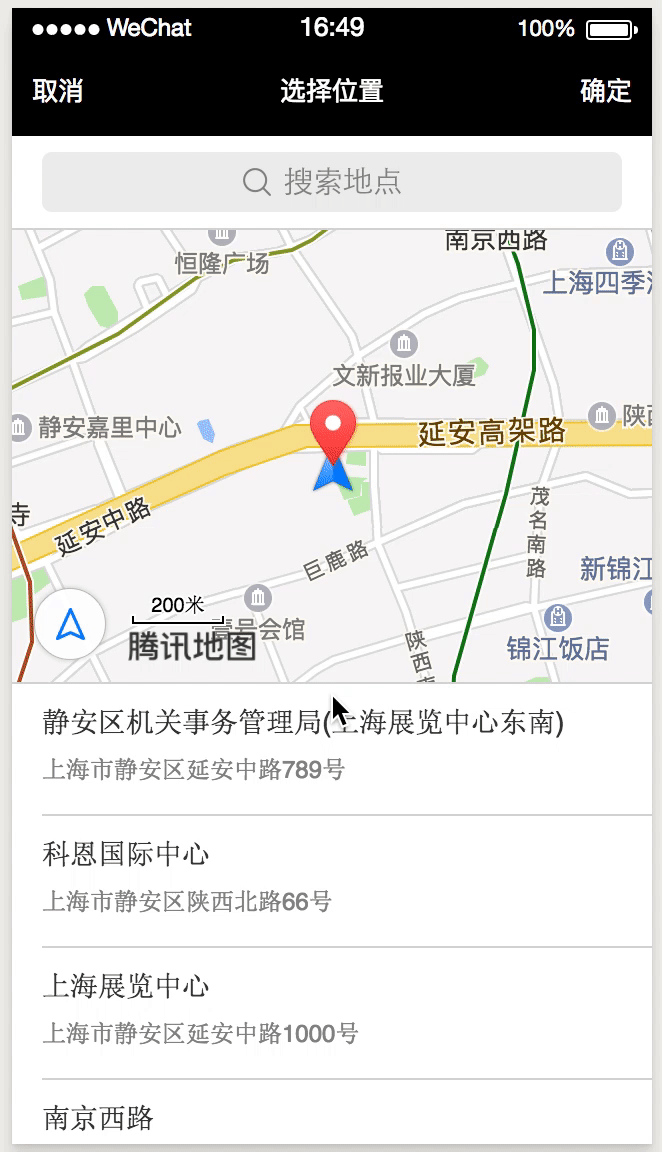 WeChat 16:49 100%
取消 选择位置 确定
搜索地点
南京西路
恒隆广场
上海四季
文新报业大厦
静安嘉里中心
陕西
延安高架路
寺
延安中路
茂名南路
巨鹿路
新锦江
200米
壹号会馆
腾讯地图
锦江饭店
陕西南
静安区机关事务管理局(上海展览中心东南)
上海市静安区延安中路789号
科恩国际中心
上海市静安区陕西北路66号
上海展览中心
上海市静安区延安中路1000号
南京西路